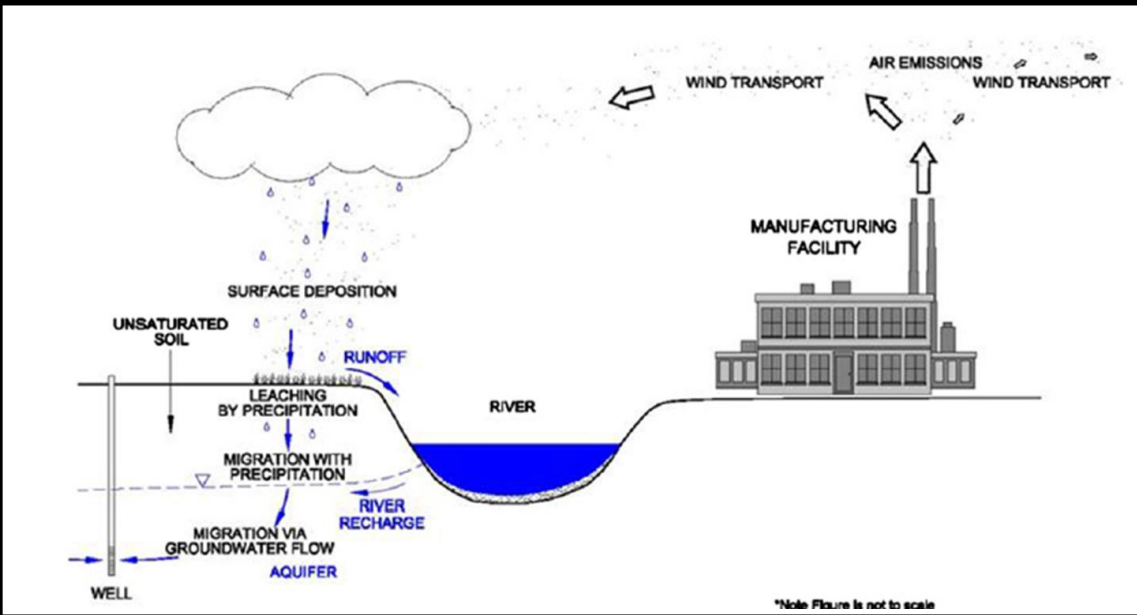 AIR EMISSIONS
WIND TRANSPORT
WIND TRANSPORT
MANUFACTURING
FACILITY
SURFACE DEPOSITION
UNSATURATED
SOIL
RUNOFF
LEACHING
BY PRECIPITATION
RIVER
MIGRATION WITH
PRECIPITATION
RIVER
RECHARGE
MIGRATION VIA
GROUNDWATER FLOW
AQUIFER
WELL
*Note Figure is not to scale